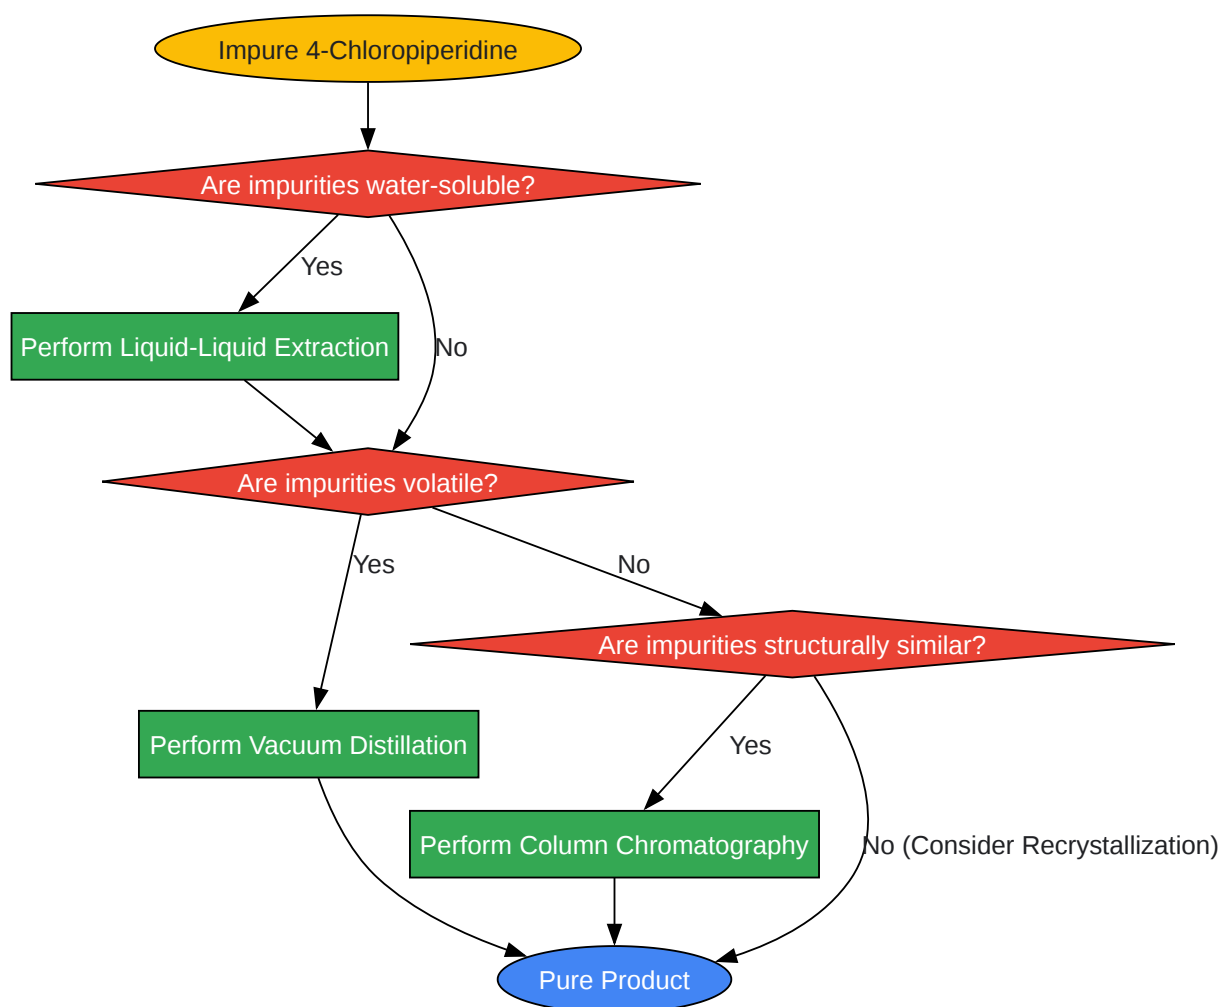 Impure 4-Chloropiperidine
Are impurities water-soluble?
Yes
Perform Liquid-Liquid Extraction
No
Are impurities volatile?
Yes
No
Are impurities structurally similar?
Perform Vacuum Distillation
Yes
Perform Column Chromatography
No (Consider Recrystallization)
Pure Product